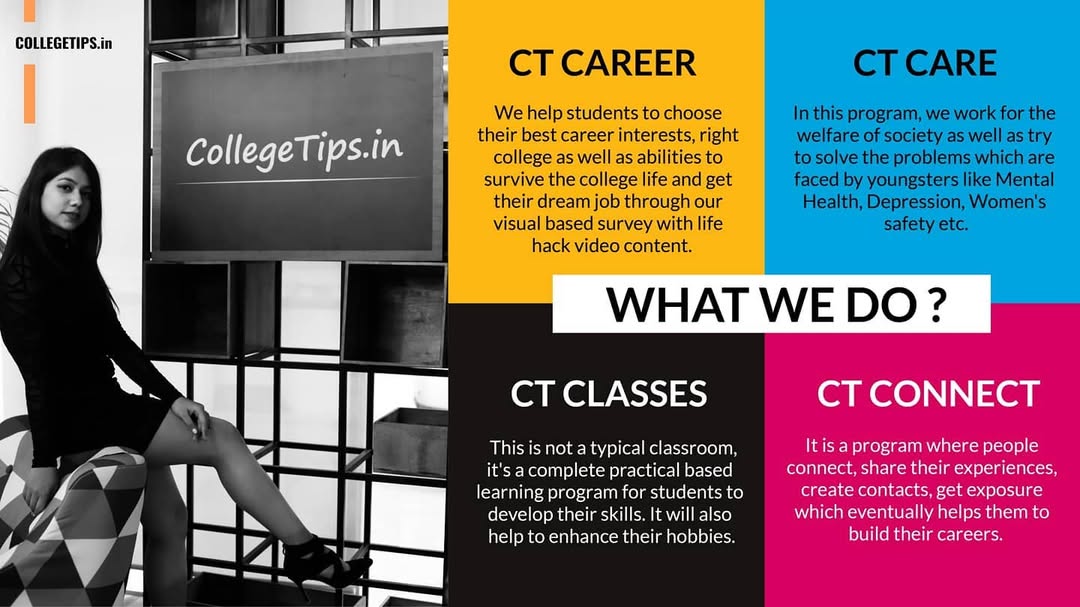 COLLEGETIPS.in
CollegeTips.in
CT CAREER
We help students to choose
their best career interests, right
college as well as abilities to
survive the college life and get
their dream job through our
visual based survey with life
hack video content.
CT CARE
In this program, we work for the
welfare of society as well as try
to solve the problems which are
faced by youngsters like Mental
Health, Depression, Women's
safety etc.
WHAT WE DO ?
CT CLASSES
This is not a typical classroom,
it's a complete practical based
learning program for students to
develop their skills. It will also
help to enhance their hobbies.
CT CONNECT
It is a program where people
connect, share their experiences,
create contacts, get exposure
which eventually helps them to
build their careers.